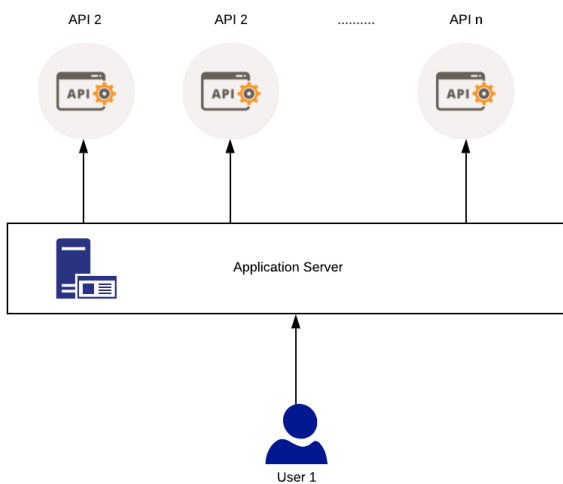 API 2
API 2
..........
API n
API
API
API
Application Server
User 1